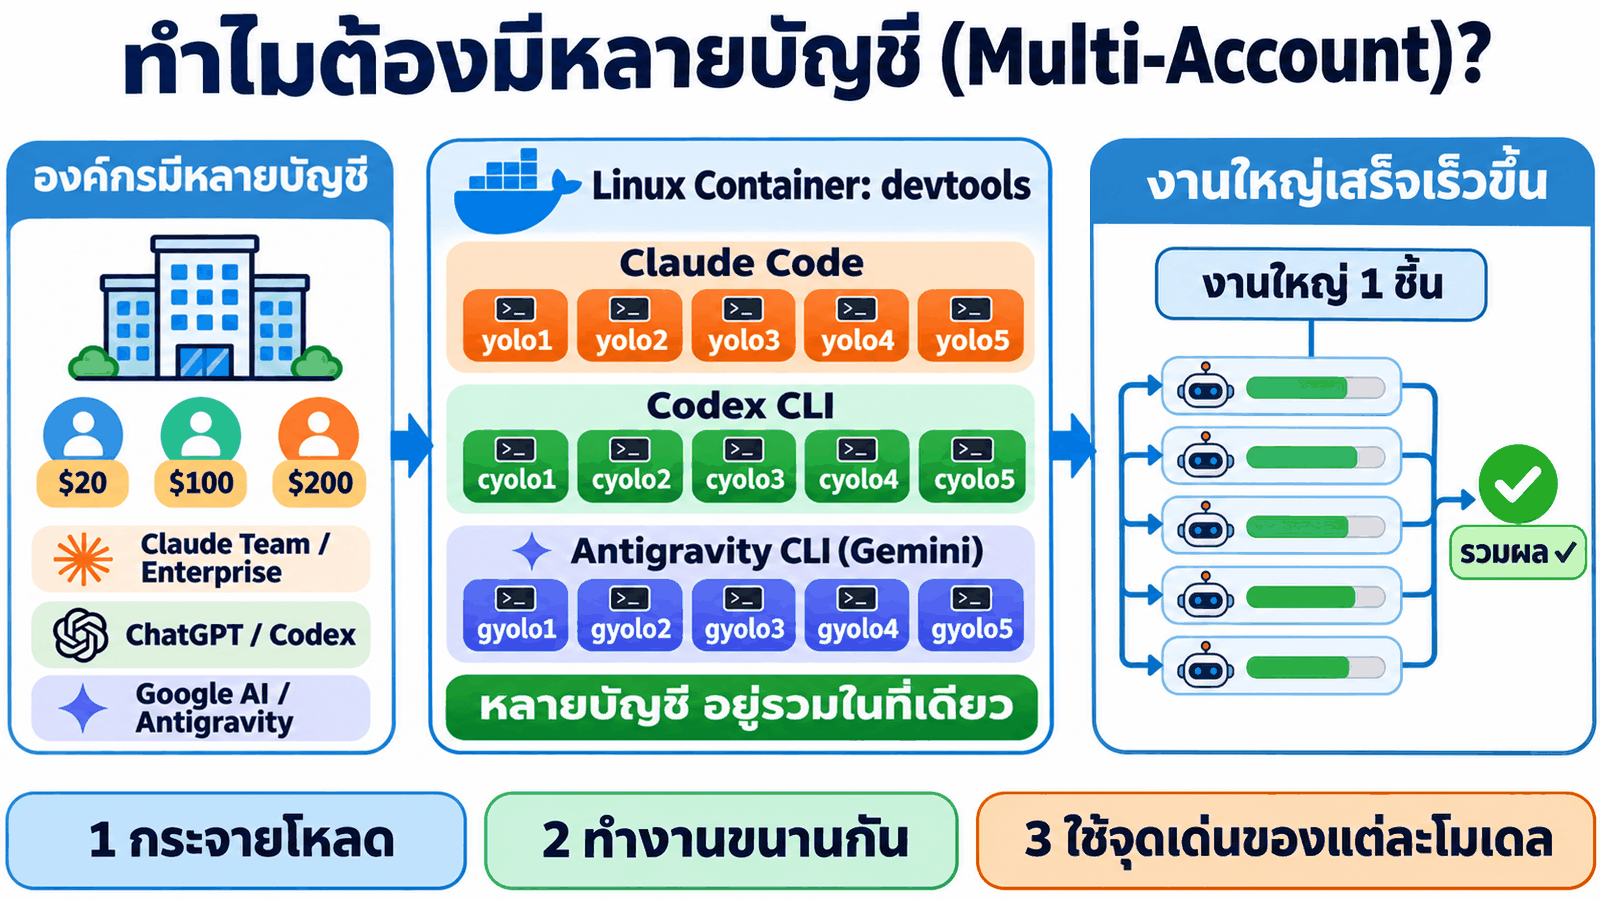 ทำไมต้องมีหลายบัญชี (Multi-Account)?
องค์กรมีหลายบัญชี
$20
$100
$200
Claude Team /
Enterprise
ChatGPT / Codex
Google AI /
Antigravity
Linux Container: devtools
Claude Code
>_ >_ >_ >_ >_
yolo1 yolo2 yolo3 yolo4 yolo5
Codex CLI
>_ >_ >_ >_ >_
cyolo1 cyolo2 cyolo3 cyolo4 cyolo5
Antigravity CLI (Gemini)
>_ >_ >_ >_ >_
gyolo1 gyolo2 gyolo3 gyolo4 gyolo5
หลายบัญชี อยู่รวมในที่เดียว
งานใหญ่เสร็จเร็วขึ้น
งานใหญ่ 1 ชิ้น
รวมผล ✓
1 กระจายโหลด
2 ทำงานขนานกัน
3 ใช้จุดเด่นของแต่ละโมเดล